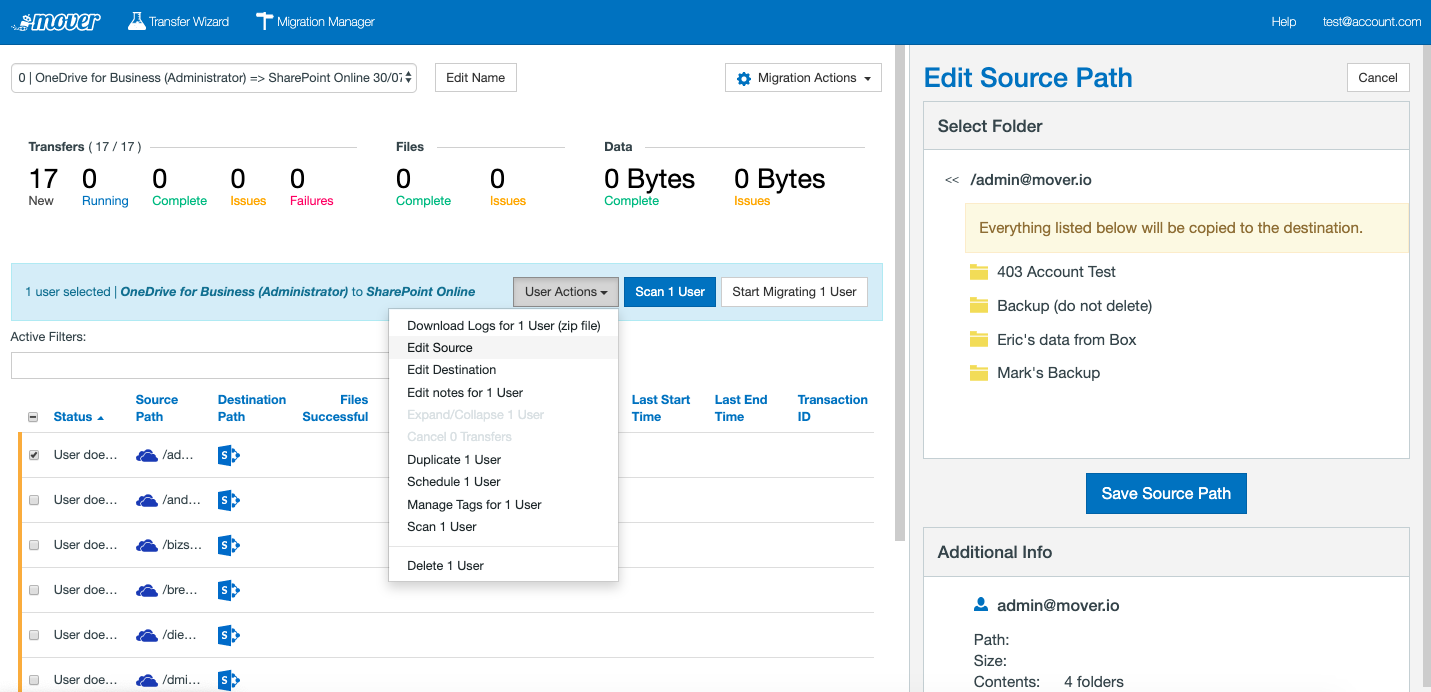 mover Transfer Wizard Migration Manager Help test@account.com
0 | OneDrive for Business (Administrator) => SharePoint Online 30/07 Edit Name Migration Actions
Transfers ( 17 / 17 ) Files Data
17 0 0 0 0 0 0 0 Bytes 0 Bytes
New Running Complete Issues Failures Complete Issues Complete Issues
1 user selected | OneDrive for Business (Administrator) to SharePoint Online User Actions Scan 1 User Start Migrating 1 User
Active Filters:
Download Logs for 1 User (zip file)
Edit Source
Edit Destination
Edit notes for 1 User
Expand/Collapse 1 User
Cancel 0 Transfers
Duplicate 1 User
Schedule 1 User
Manage Tags for 1 User
Scan 1 User
Delete 1 User
Source Destination Files Last Start Last End Transaction
Status Path Path Successful Time Time ID
User doe... /ad... S
User doe... /and... S
User doe... /bizs... S
User doe... /bre... S
User doe... /die... S
User doe... /dmi... S
Edit Source Path Cancel
Select Folder
<< /admin@mover.io
Everything listed below will be copied to the destination.
403 Account Test
Backup (do not delete)
Eric's data from Box
Mark's Backup
Save Source Path
Additional Info
admin@mover.io
Path:
Size:
Contents: 4 folders